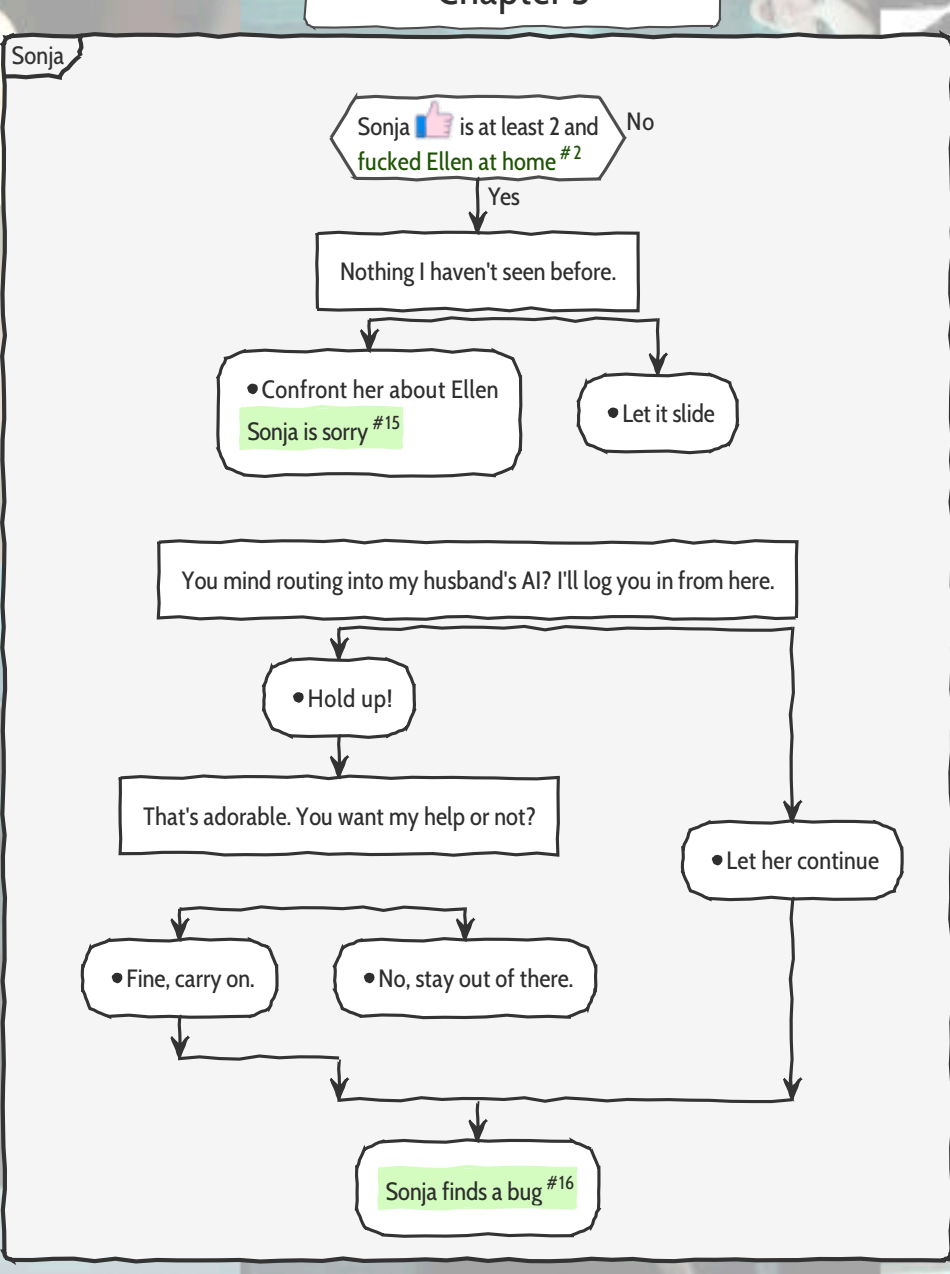 Sonja
Sonja is at least 2 and
fucked Ellen at home #2
No
Yes
Nothing I haven't seen before.
•Confront her about Ellen
Sonja is sorry #15
•Let it slide
You mind routing into my husband's AI? I'll log you in from here.
•Hold up!
That's adorable. You want my help or not?
•Let her continue
•Fine, carry on.
•No, stay out of there.
Sonja finds a bug #16